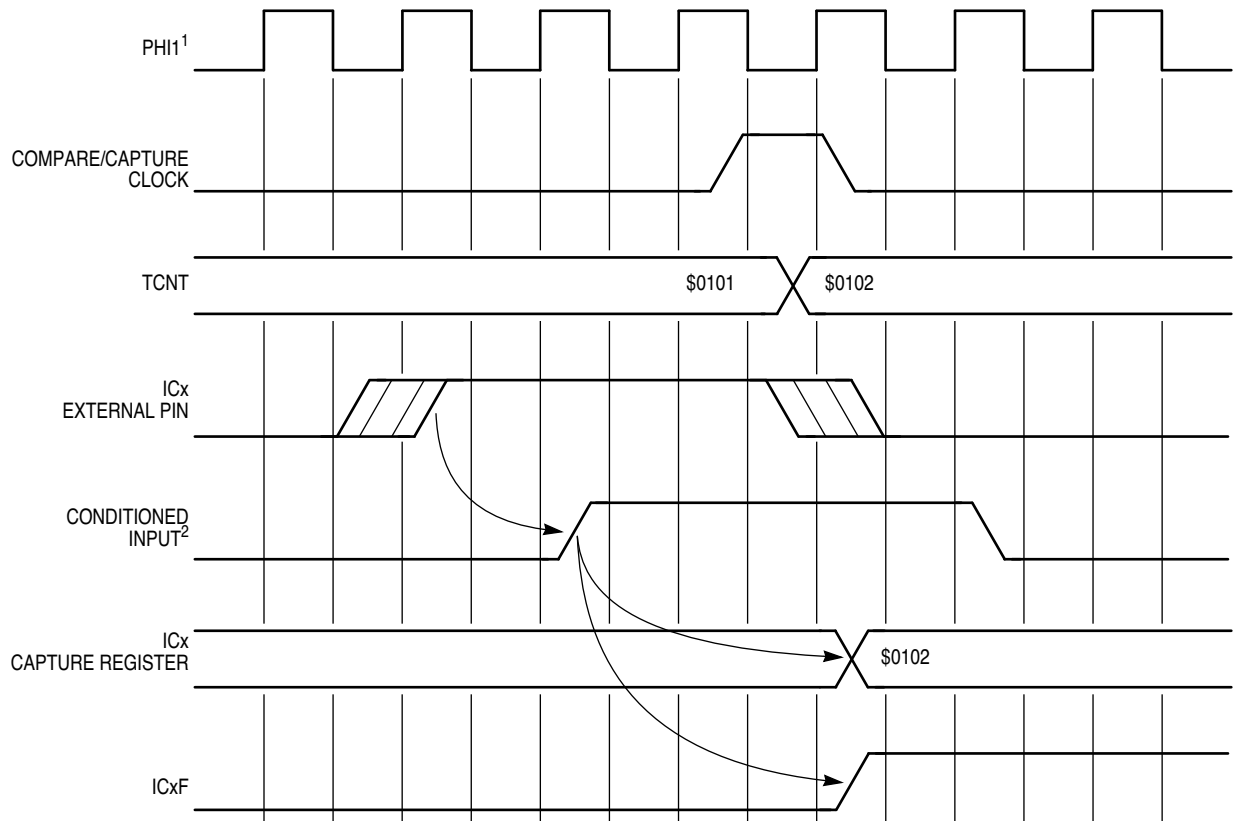 PHI1¹
COMPARE/CAPTURE
CLOCK
TCNT
$0101
$0102
ICx
EXTERNAL PIN
CONDITIONED
INPUT²
ICx
CAPTURE REGISTER
$0102
ICxF